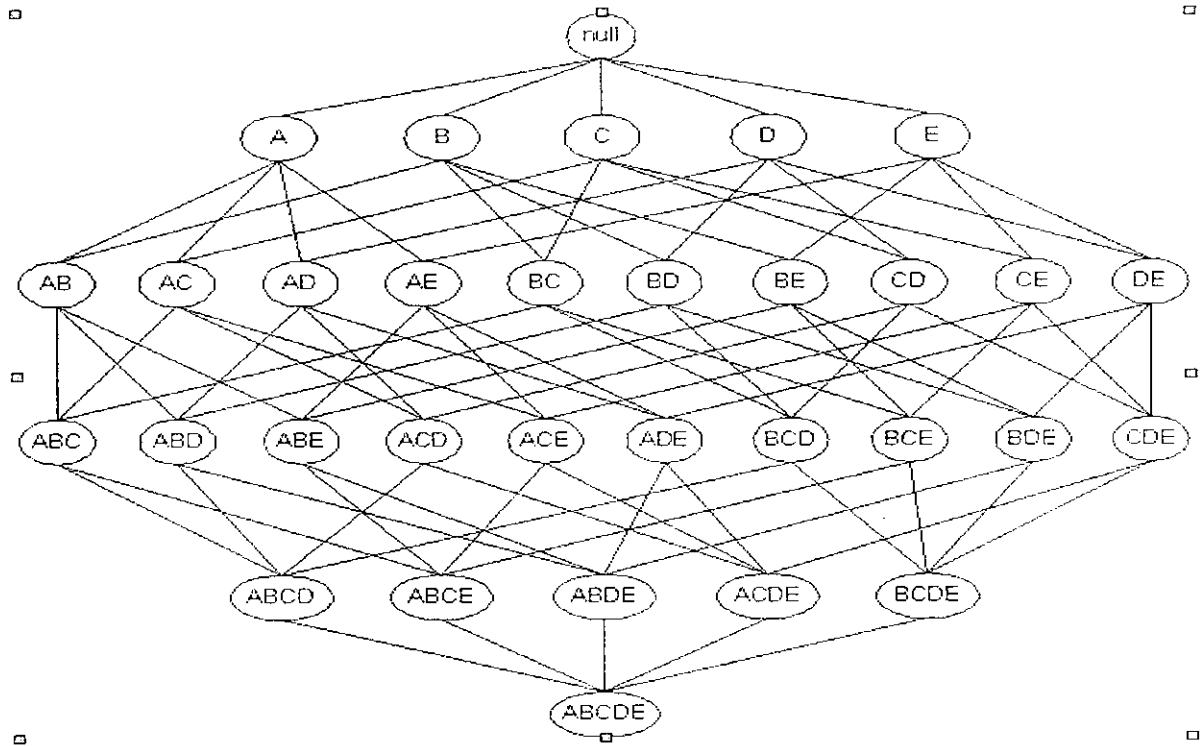 null
A B C D E
AB AC AD AE BC BD BE CD CE DE
ABC ABD ABE ACD ACE ADE BCD BCE BDE CDE
ABCD ABCE ABDE ACDE BCDE
ABCDE